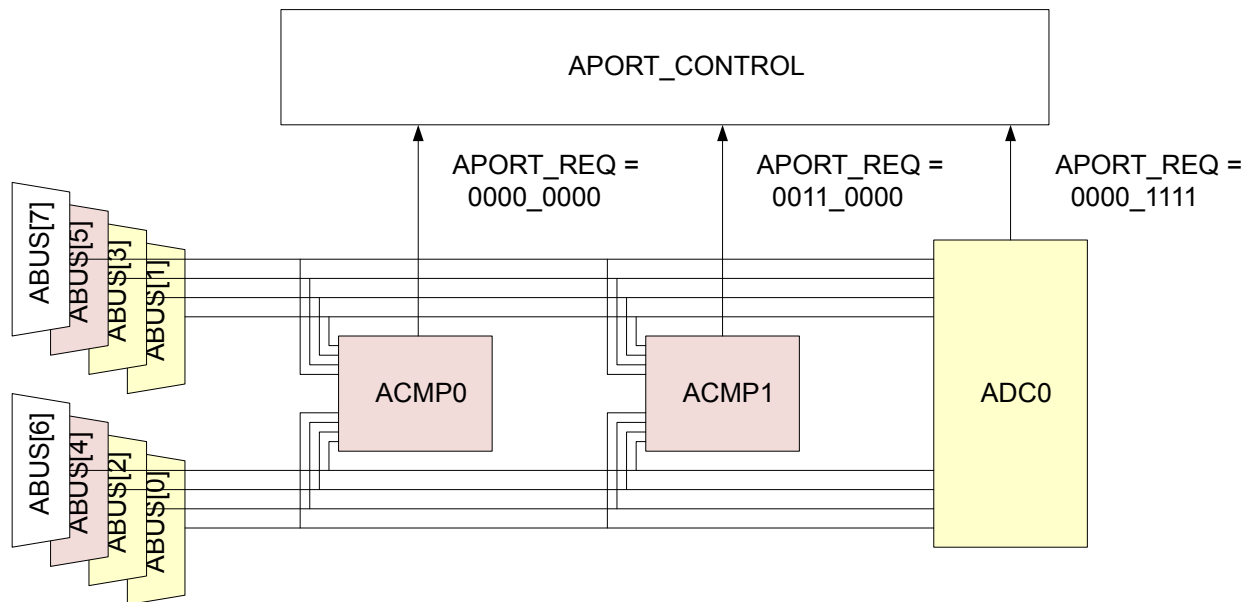 APORT_CONTROL
APORT_REQ =
0000_0000
APORT_REQ =
0011_0000
APORT_REQ =
0000_1111
ABUS[7]
ABUS[5]
ABUS[3]
ABUS[1]
ACMP0
ACMP1
ADC0
ABUS[6]
ABUS[4]
ABUS[2]
ABUS[0]